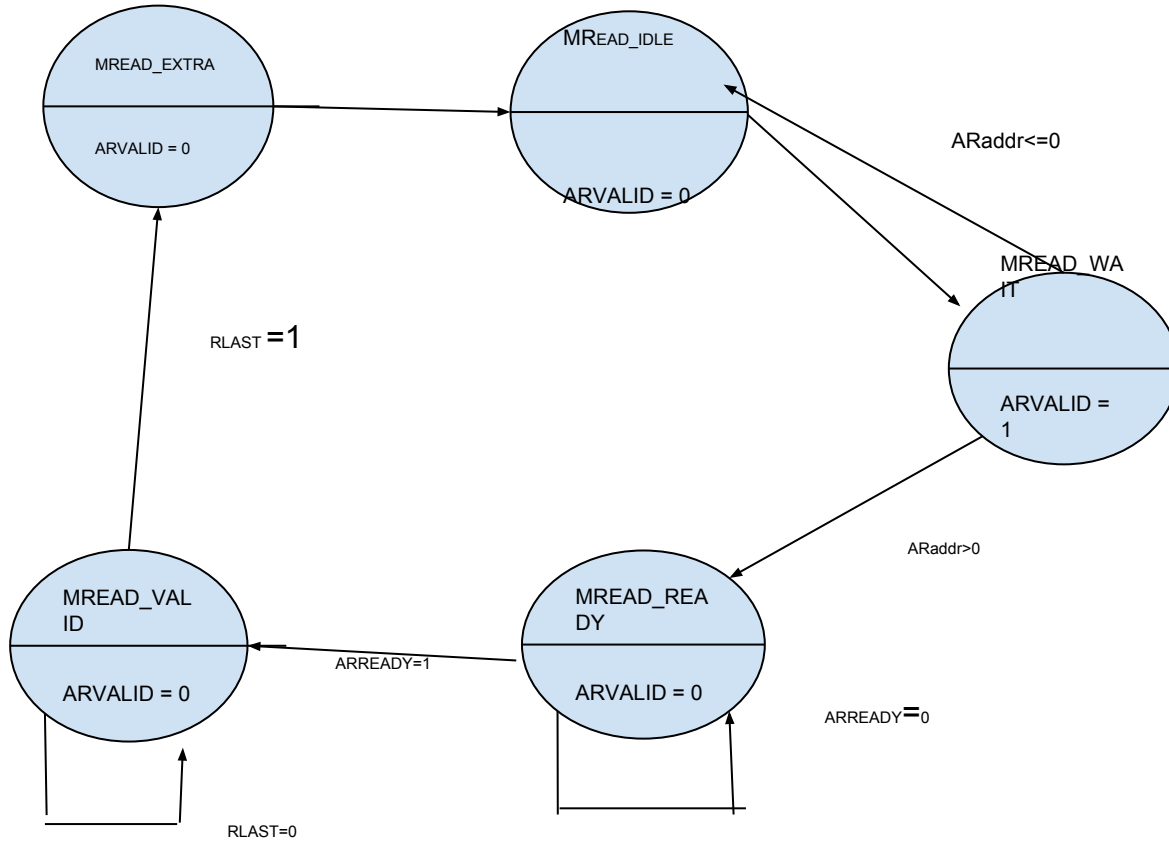 MREAD_EXTRA
ARVALID = 0
MREAD_IDLE
ARVALID = 0
ARaddr<=0
MREAD_WA
IT
ARVALID =
1
RLAST =1
ARaddr>0
MREAD_VAL
ID
ARVALID = 0
ARREADY=1
MREAD_REA
DY
ARVALID = 0
ARREADY=0
RLAST=0